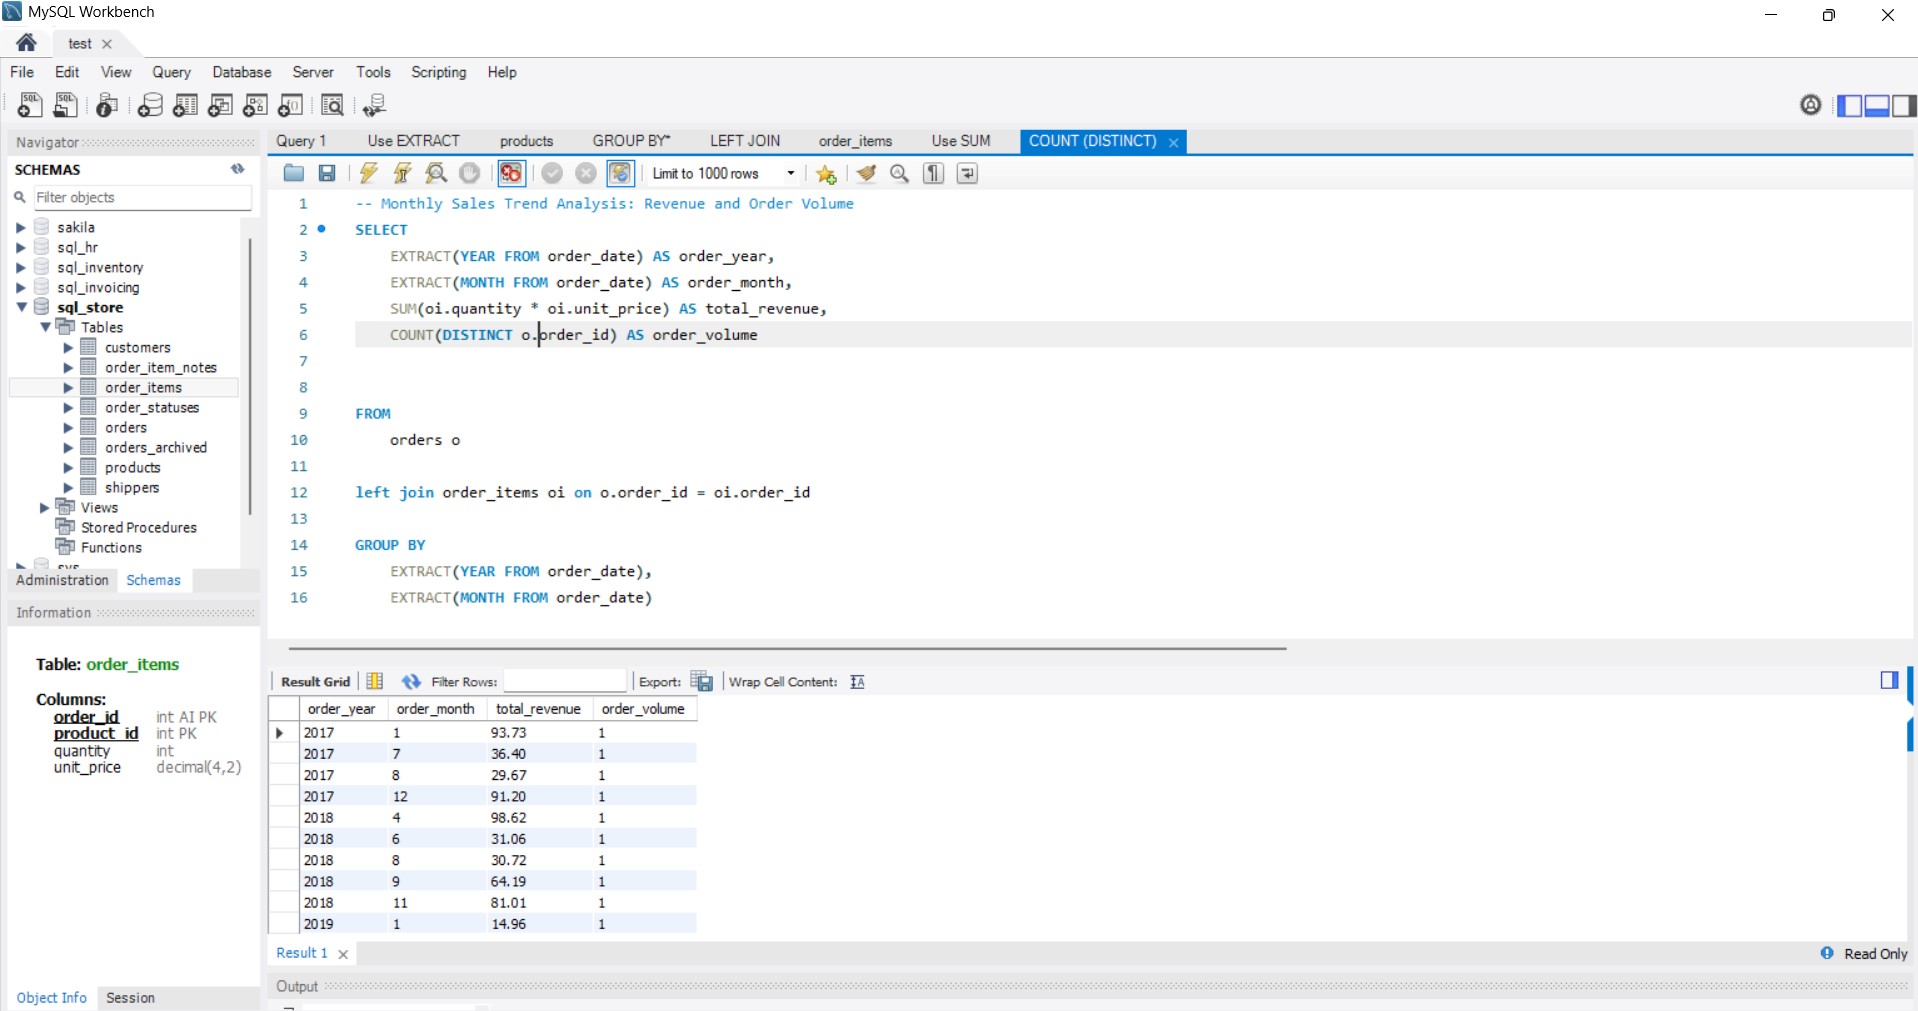 MySQL Workbench
test
File Edit View Query Database Server Tools Scripting Help
Navigator
SCHEMAS
Filter objects
sakila
sql_hr
sql_inventory
sql_invoicing
sql_store
Tables
customers
order_item_notes
order_items
order_statuses
orders
orders_archived
products
shippers
Views
Stored Procedures
Functions
sys
Administration Schemas
Information
Table: order_items
Columns:
order_id int AI PK
product_id int PK
quantity int
unit_price decimal(4,2)
Object Info Session
Query 1 Use EXTRACT products GROUP BY* LEFT JOIN order_items Use SUM COUNT (DISTINCT)
Limit to 1000 rows
1 -- Monthly Sales Trend Analysis: Revenue and Order Volume
2 SELECT
3 EXTRACT(YEAR FROM order_date) AS order_year,
4 EXTRACT(MONTH FROM order_date) AS order_month,
5 SUM(oi.quantity * oi.unit_price) AS total_revenue,
6 COUNT(DISTINCT o.order_id) AS order_volume
7
8
9 FROM
10 orders o
11
12 left join order_items oi on o.order_id = oi.order_id
13
14 GROUP BY
15 EXTRACT(YEAR FROM order_date),
16 EXTRACT(MONTH FROM order_date)
Result Grid Filter Rows: Export: Wrap Cell Content:
order_year order_month total_revenue order_volume
2017 1 93.73 1
2017 7 36.40 1
2017 8 29.67 1
2017 12 91.20 1
2018 4 98.62 1
2018 6 31.06 1
2018 8 30.72 1
2018 9 64.19 1
2018 11 81.01 1
2019 1 14.96 1
Result 1
Read Only
Output